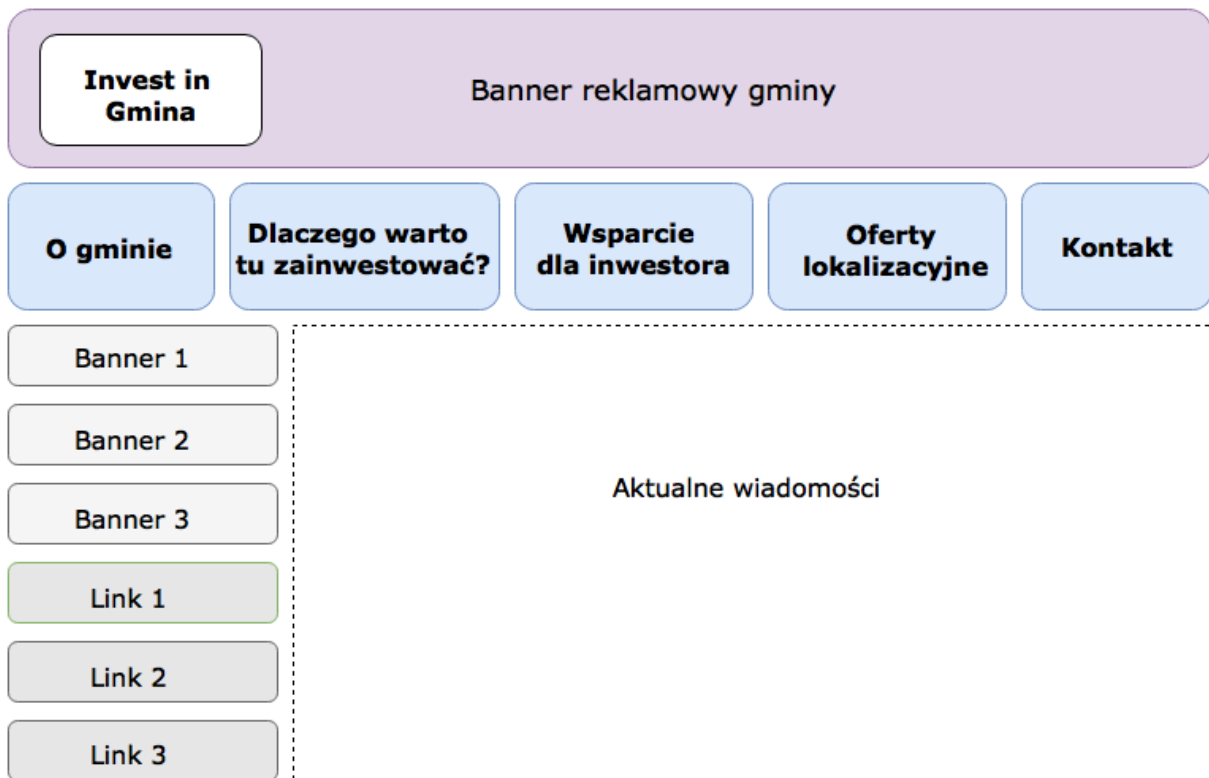 Invest in
Gmina
Banner reklamowy gminy
O gminie
Dlaczego warto
tu zainwestować?
Wsparcie
dla inwestora
Oferty
lokalizacyjne
Kontakt
Banner 1
Banner 2
Banner 3
Link 1
Link 2
Link 3
Aktualne wiadomości